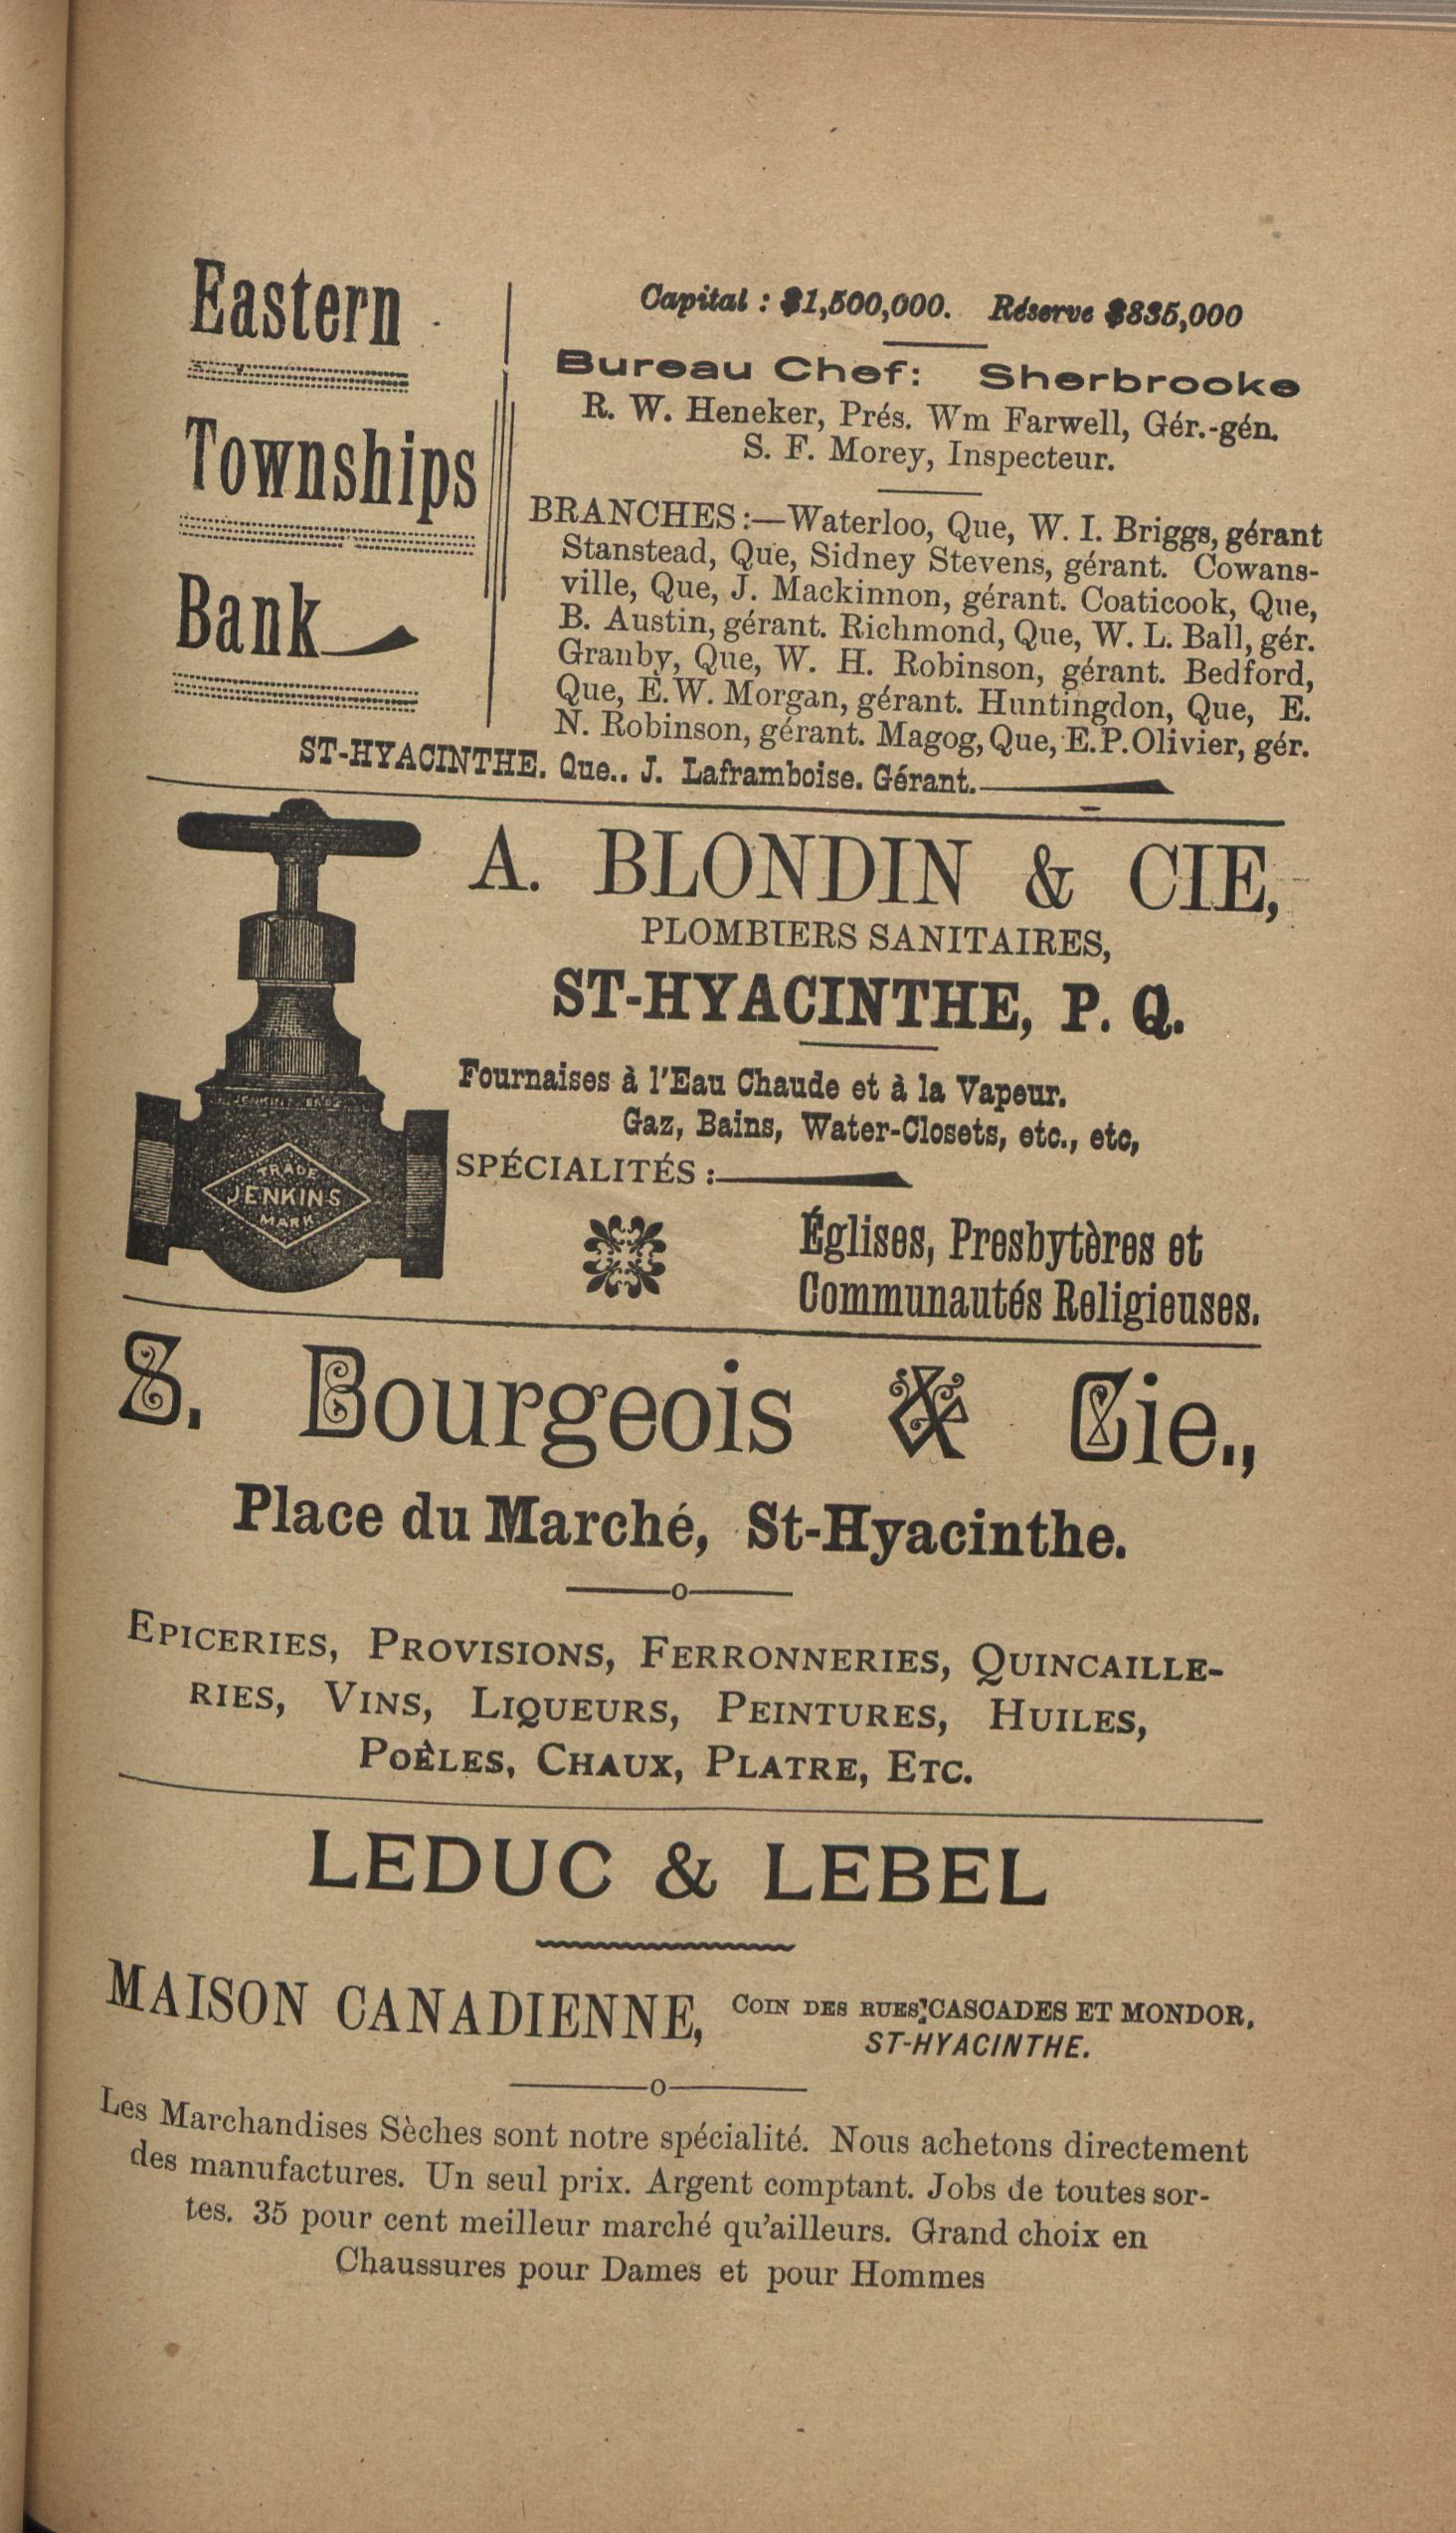 Eastern
Townships
Bank
Capital : $1,500,000. Réserve $835,000
Bureau Chef: Sherbrooke
R. W. Heneker, Prés. Wm Farwell, Gér.-gén.
S. F. Morey, Inspecteur.
BRANCHES :—Waterloo, Que, W. I. Briggs, gérant
Stanstead, Que, Sidney Stevens, gérant. Cowans-
ville, Que, J. Mackinnon, gérant. Coaticook, Que,
B. Austin, gérant. Richmond, Que, W. L. Ball, gér.
Granby, Que, W. H. Robinson, gérant. Bedford,
Que, E. W. Morgan, gérant. Huntingdon, Que, E.
N. Robinson, gérant. Magog, Que, E. P. Olivier, gér.
ST-HYACINTHE. Que.. J. Laframboise. Gérant.
A. BLONDIN & CIE,
PLOMBIERS SANITAIRES,
ST-HYACINTHE, P. Q.
Fournaises à l'Eau Chaude et à la Vapeur.
Gaz, Bains, Water-Closets, etc., etc,
SPÉCIALITÉS :
Églises, Presbytères et
Communautés Religieuses.
JENKINS BROS
TRADE
JENKINS
MARK
S. Bourgeois & Cie.,
Place du Marché, St-Hyacinthe.
EPICERIES, PROVISIONS, FERRONNERIES, QUINCAILLE-
RIES, VINS, LIQUEURS, PEINTURES, HUILES,
POÊLES, CHAUX, PLATRE, ETC.
LEDUC & LEBEL
MAISON CANADIENNE, COIN DES RUES CASCADES ET MONDOR,
ST-HYACINTHE.
Les Marchandises Sèches sont notre spécialité. Nous achetons directement
des manufactures. Un seul prix. Argent comptant. Jobs de toutes sor-
tes. 35 pour cent meilleur marché qu'ailleurs. Grand choix en
Chaussures pour Dames et pour Hommes